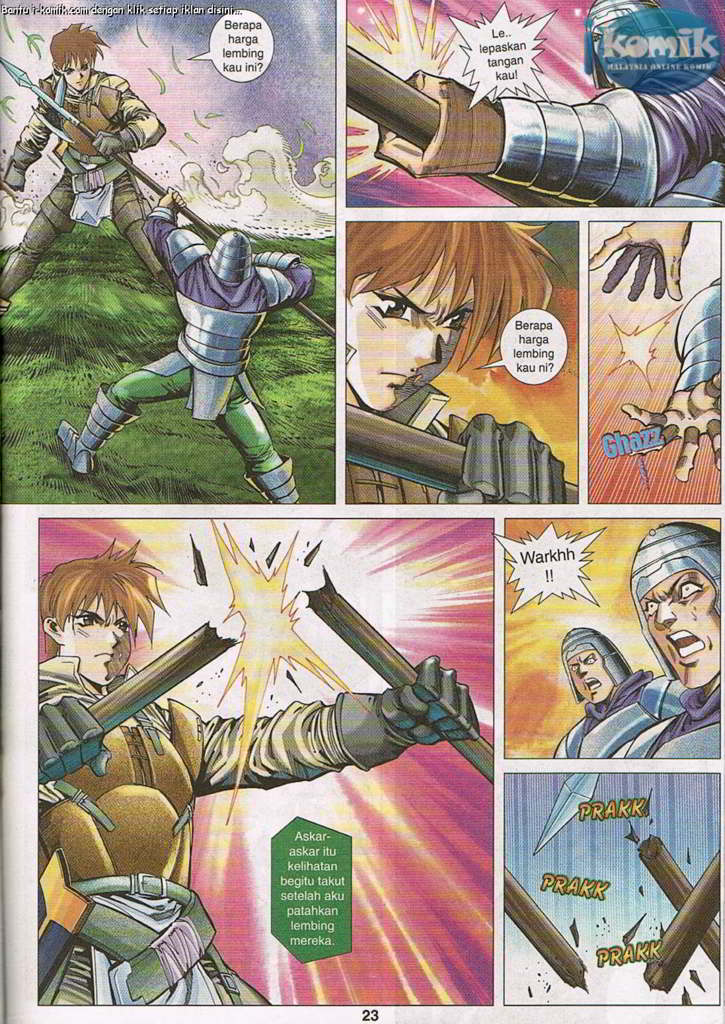 Bantu i-komik.com dengan klik setiap iklan disini...
Berapa
harga
lembing
kau ini?
Le..
lepaskan
tangan
kau!
ikomik
MALAYSIA ONLINE KOMIK
Berapa
harga
lembing
kau ni?
Ghazz
Askar-
askar itu
kelihatan
begitu takut
setelah aku
patahkan
lembing
mereka.
Warkhh
!!
PRAKK
PRAKK
PRAKK
23